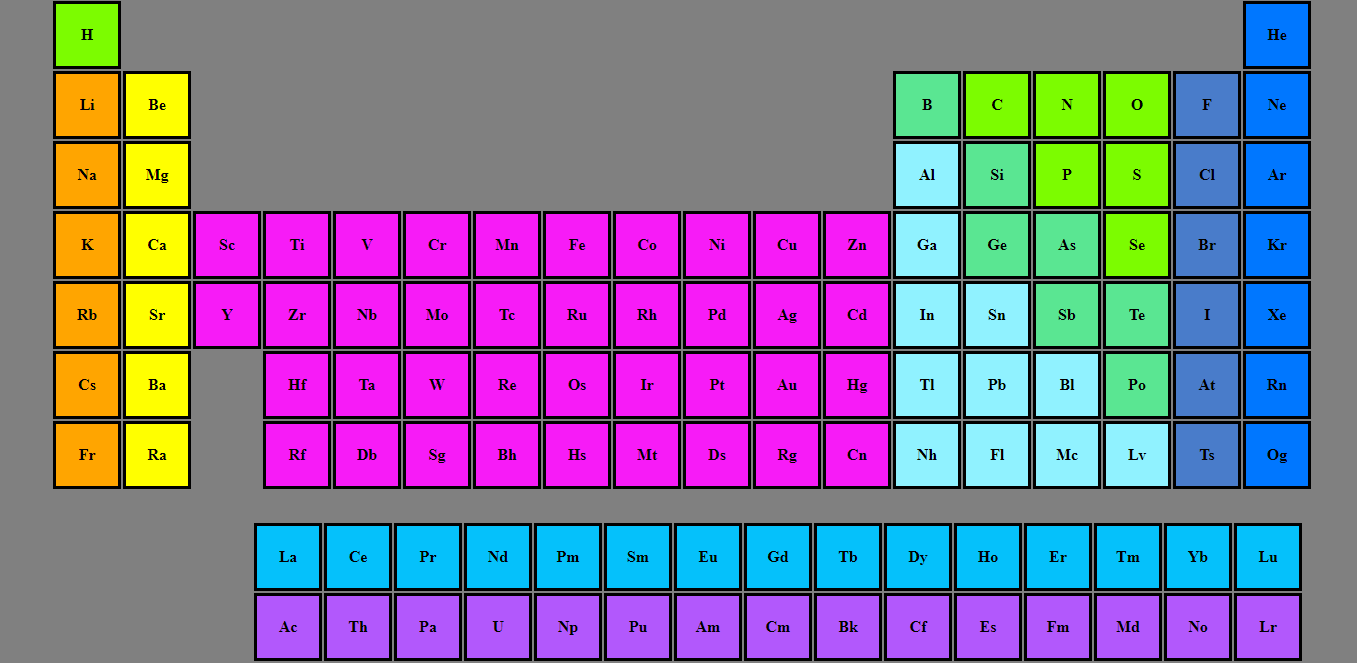 H He
Li Be B C N O F Ne
Na Mg Al Si P S Cl Ar
K Ca Sc Ti V Cr Mn Fe Co Ni Cu Zn Ga Ge As Se Br Kr
Rb Sr Y Zr Nb Mo Tc Ru Rh Pd Ag Cd In Sn Sb Te I Xe
Cs Ba Hf Ta W Re Os Ir Pt Au Hg Tl Pb Bl Po At Rn
Fr Ra Rf Db Sg Bh Hs Mt Ds Rg Cn Nh Fl Mc Lv Ts Og
La Ce Pr Nd Pm Sm Eu Gd Tb Dy Ho Er Tm Yb Lu
Ac Th Pa U Np Pu Am Cm Bk Cf Es Fm Md No Lr